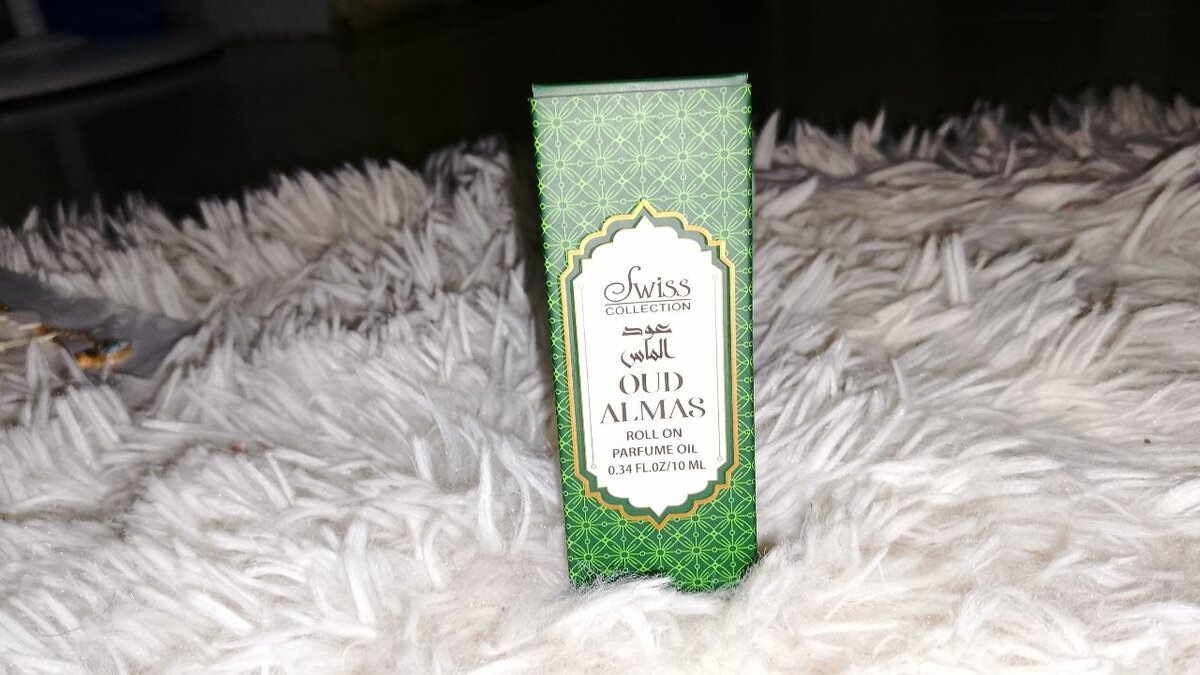 Swiss
COLLECTION
عود
الماس
OUD
ALMAS
ROLL ON
PARFUME OIL
0.34 FL.OZ/10 ML